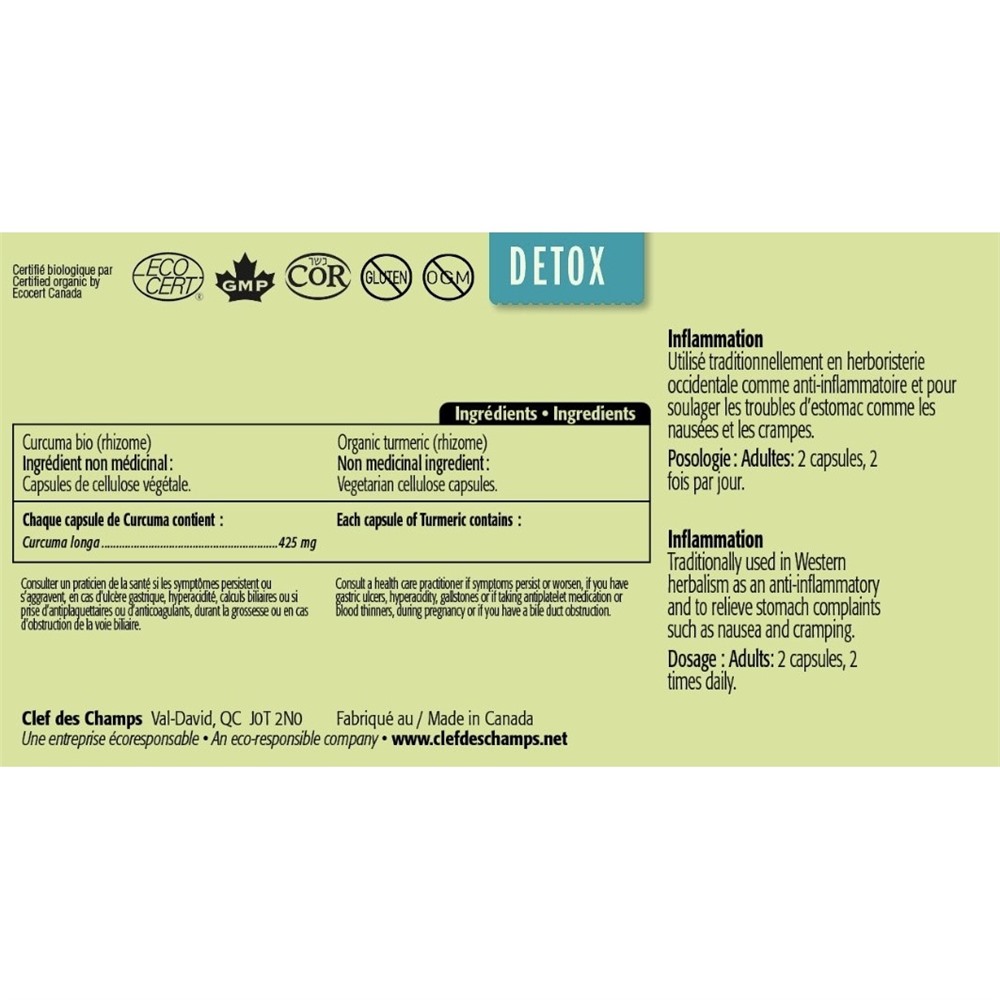 Certifié biologique par
Certified organic by
Ecocert Canada
ECO
CERT
®
GMP
כשר
COR
GLUTEN
OGM
DETOX
Ingrédients • Ingredients
Curcuma bio (rhizome)
Ingrédient non médicinal :
Capsules de cellulose végétale.
Organic turmeric (rhizome)
Non medicinal ingredient :
Vegetarian cellulose capsules.
Chaque capsule de Curcuma contient :
Curcuma longa............................................................425 mg
Each capsule of Turmeric contains :
Consulter un praticien de la santé si les symptômes persistent ou
s'aggravent, en cas d'ulcère gastrique, hyperacidité, calculs biliaires ou si
prise d'antiplaquettaires ou d'anticoagulants, durant la grossesse ou en cas
d'obstruction de la voie biliaire.
Consult a health care practitioner if symptoms persist or worsen, if you have
gastric ulcers, hyperacidity, gallstones or if taking antiplatelet medication or
blood thinners, during pregnancy or if you have a bile duct obstruction.
Clef des Champs Val-David, QC J0T 2N0 Fabriqué au / Made in Canada
Une entreprise écoresponsable • An eco-responsible company • www.clefdeschamps.net
Inflammation
Utilisé traditionnellement en herboristerie
occidentale comme anti-inflammatoire et pour
soulager les troubles d'estomac comme les
nausées et les crampes.
Posologie : Adultes: 2 capsules, 2
fois par jour.
Inflammation
Traditionally used in Western
herbalism as an anti-inflammatory
and to relieve stomach complaints
such as nausea and cramping.
Dosage : Adults: 2 capsules, 2
times daily.